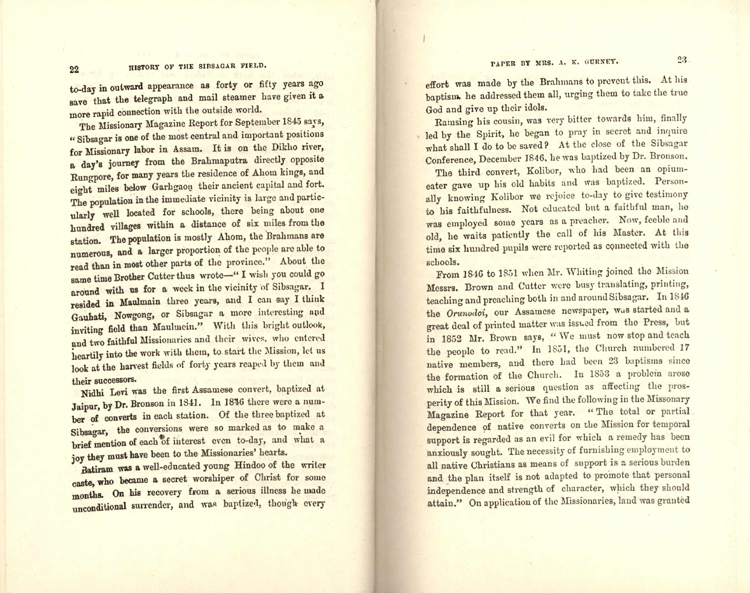 22 HISTORY OF THE SIBSAGAR FIELD.
to-day in outward appearance as forty or fifty years ago
save that the telegraph and mail steamer have given it a
more rapid connection with the outside world.
The Missionary Magazine Report for September 1845 says,
" Sibsagar is one of the most central and important positions
for Missionary labor in Assam. It is on the Dikho river,
a day's journey from the Brahmaputra directly opposite
Rungpore, for many years the residence of Ahom kings, and
eight miles below Garhgaon their ancient capital and fort.
The population in the immediate vicinity is large and partic-
ularly well located for schools, there being about one
hundred villages within a distance of six miles from the
station. The population is mostly Ahom, the Brahmans are
numerous, and a larger proportion of the people are able to
read than in most other parts of the province." About the
same time Brother Cutter thus wrote—" I wish you could go
around with us for a week in the vicinity of Sibsagar. I
resided in Maulmain three years, and I can say I think
Gauhati, Nowgong, or Sibsagar a more interesting and
inviting field than Maulmein." With this bright outlook,
and two faithful Missionaries and their wives, who entered
heartily into the work with them, to start the Mission, let us
look at the harvest fields of forty years reaped by them and
their successors.
Nidhi Levi was the first Assamese convert, baptized at
Jaipur, by Dr. Bronson in 1841. In 1846 there were a num-
ber of converts in each station. Of the three baptized at
Sibsagar, the conversions were so marked as to make a
brief mention of each of interest even to-day, and what a
joy they must have been to the Missionaries' hearts.
Batiram was a well-educated young Hindoo of the writer
caste, who became a secret worshiper of Christ for some
months. On his recovery from a serious illness he made
unconditional surrender, and was baptized, though every
PAPER BY MRS. A. K. GURNEY. 23
effort was made by the Brahmans to prevent this. At his
baptism he addressed them all, urging them to take the true
God and give up their idols.
Ramsing his cousin, was very bitter towards him, finally
led by the Spirit, he began to pray in secret and inquire
what shall I do to be saved? At the close of the Sibsagar
Conference, December 1846, he was baptized by Dr. Bronson.
The third convert, Kolibor, who had been an opium-
eater gave up his old habits and was baptized. Person-
ally knowing Kolibor we rejoice to-day to give testimony
to his faithfulness. Not educated but a faithful man, he
was employed some years as a preacher. Now, feeble and
old, he waits patiently the call of his Master. At this
time six hundred pupils were reported as connected with the
schools.
From 1846 to 1851 when Mr. Whiting joined the Mission
Messrs. Brown and Cutter were busy translating, printing,
teaching and preaching both in and around Sibsagar. In 1846
the Orunodoi, our Assamese newspaper, was started and a
great deal of printed matter was issued from the Press, but
in 1852 Mr. Brown says, " We must now stop and teach
the people to read." In 1851, the Church numbered 17
native members, and there had been 23 baptisms since
the formation of the Church. In 1853 a problem arose
which is still a serious question as affecting the pros-
perity of this Mission. We find the following in the Missonary
Magazine Report for that year. " The total or partial
dependence of native converts on the Mission for temporal
support is regarded as an evil for which a remedy has been
anxiously sought. The necessity of furnishing employment to
all native Christians as means of support is a serious burden
and the plan itself is not adapted to promote that personal
independence and strength of character, which they should
attain." On application of the Missionaries, land was granted